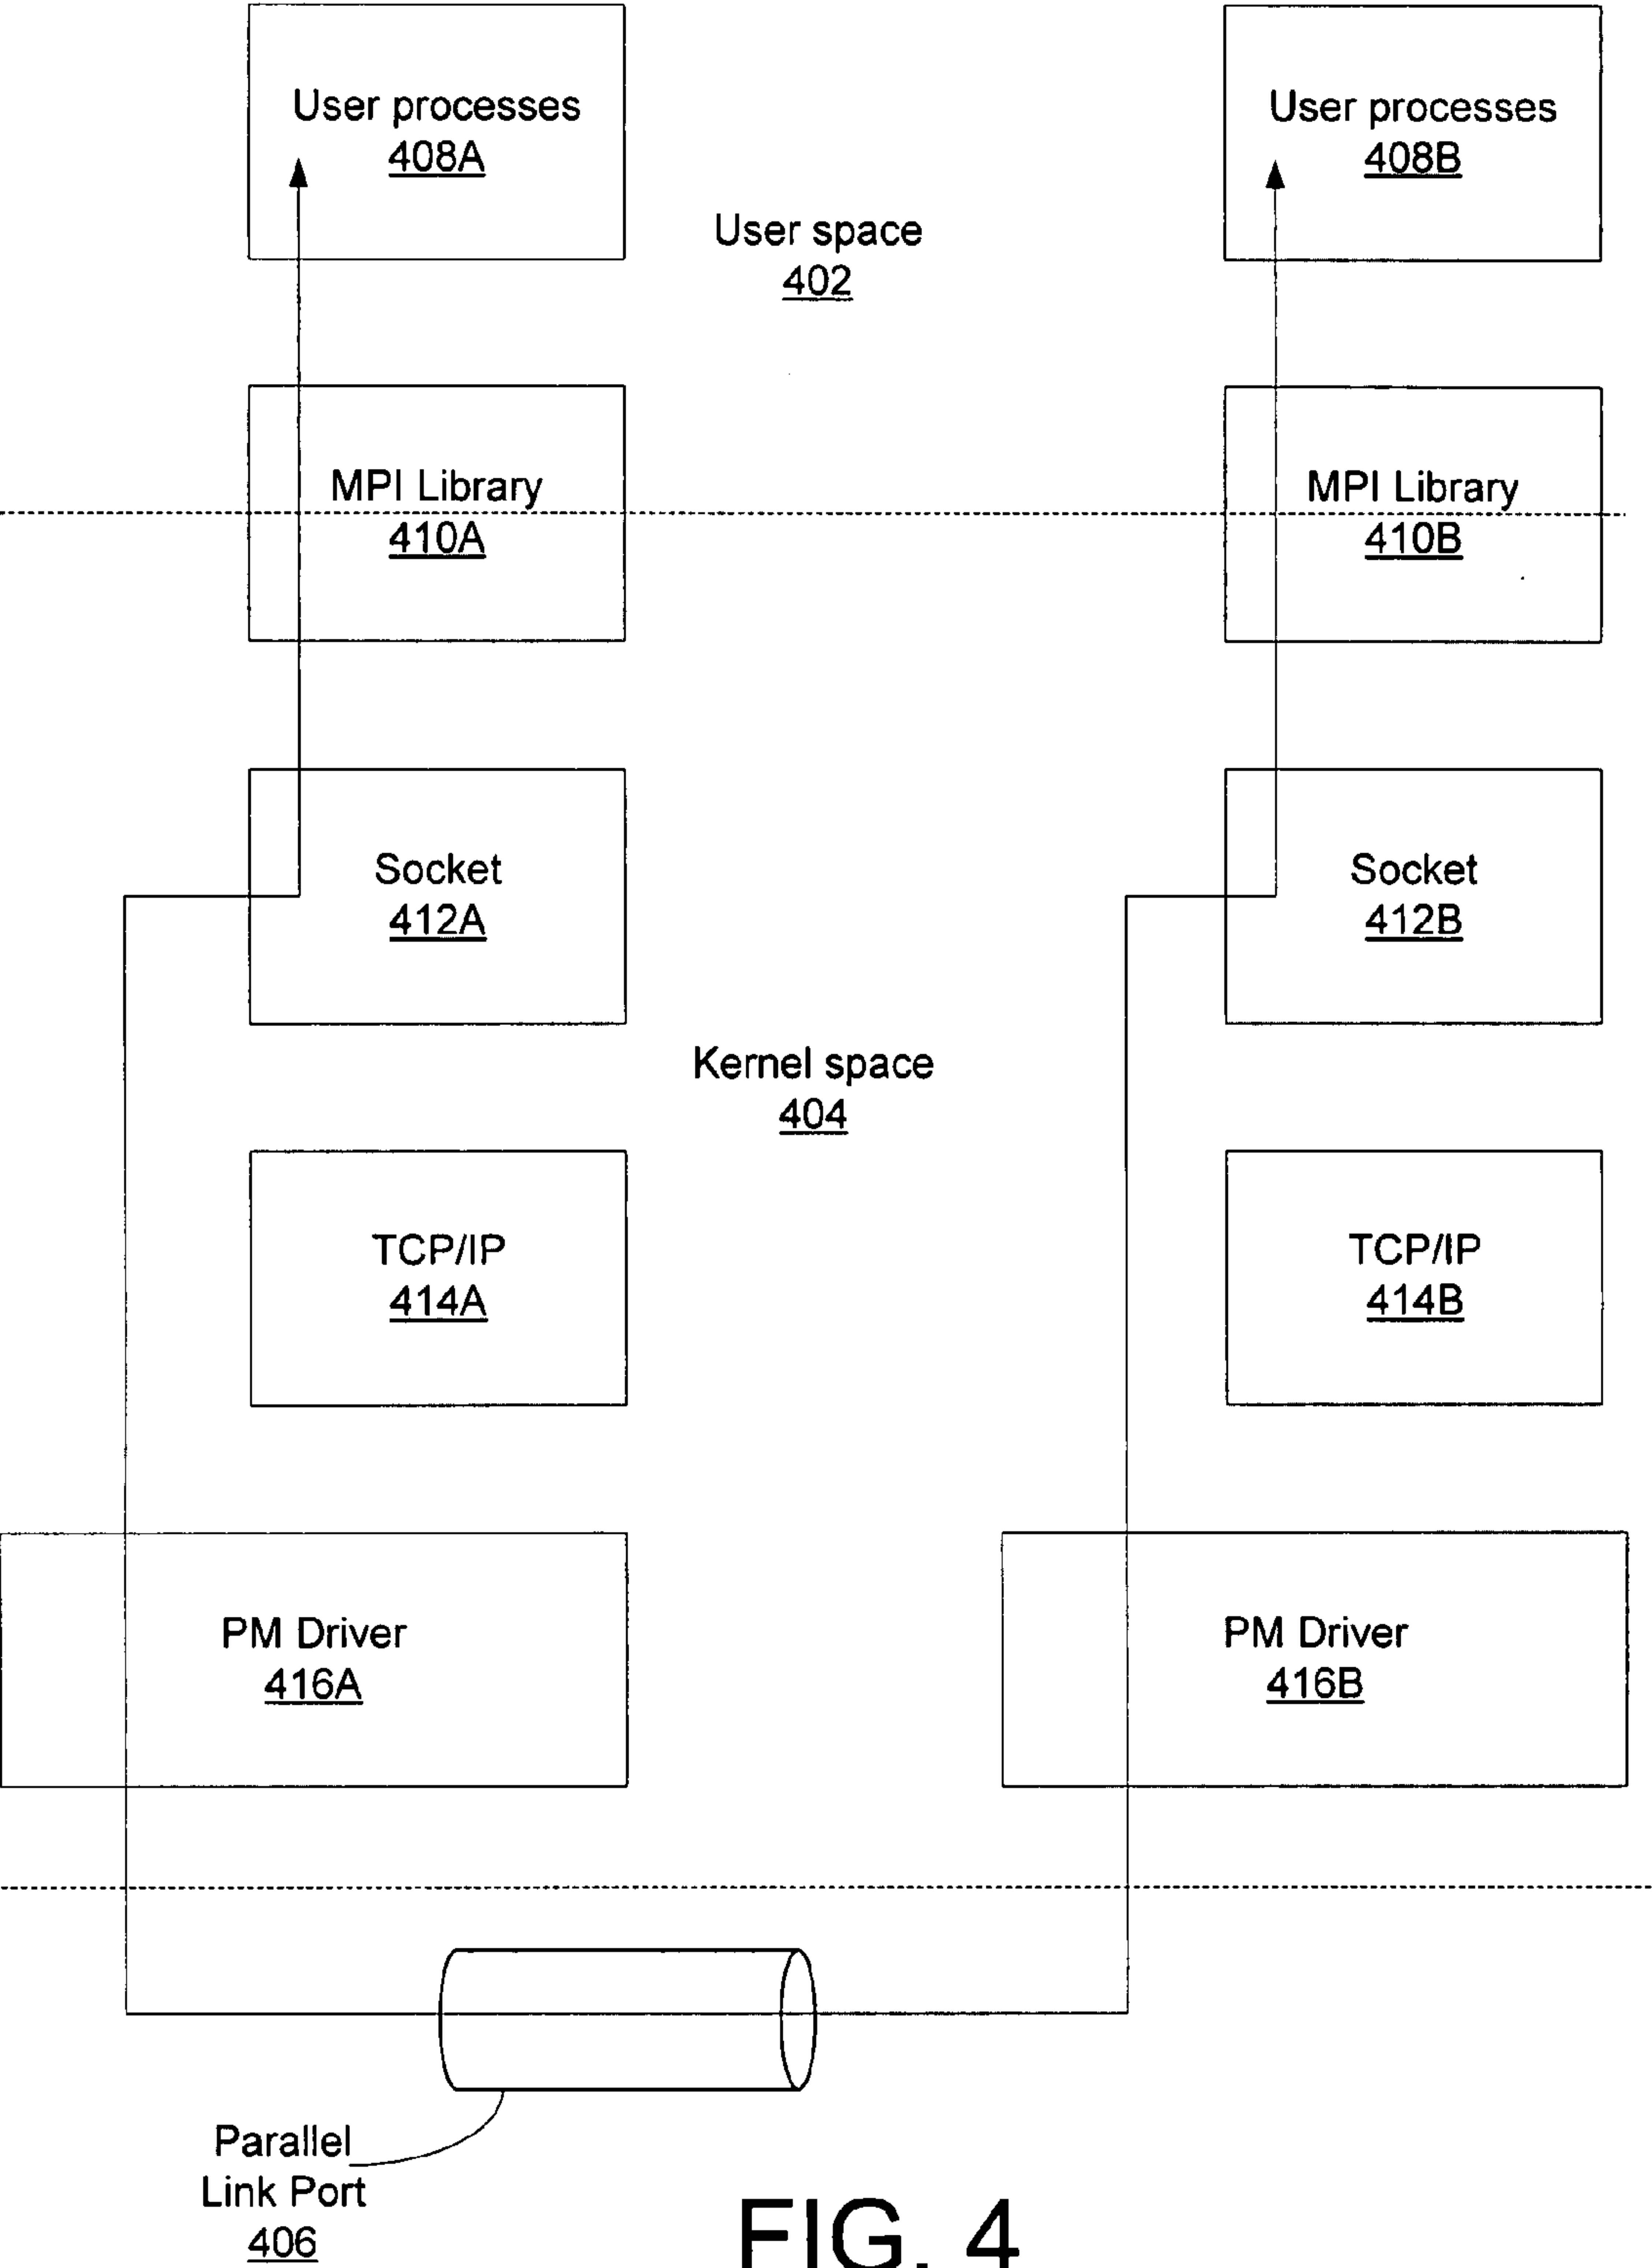 User processes
408A
User processes
408B
User space
402
MPI Library
410A
MPI Library
410B
Socket
412A
Socket
412B
Kernel space
404
TCP/IP
414A
TCP/IP
414B
PM Driver
416A
PM Driver
416B
Parallel
Link Port
406
FIG. 4